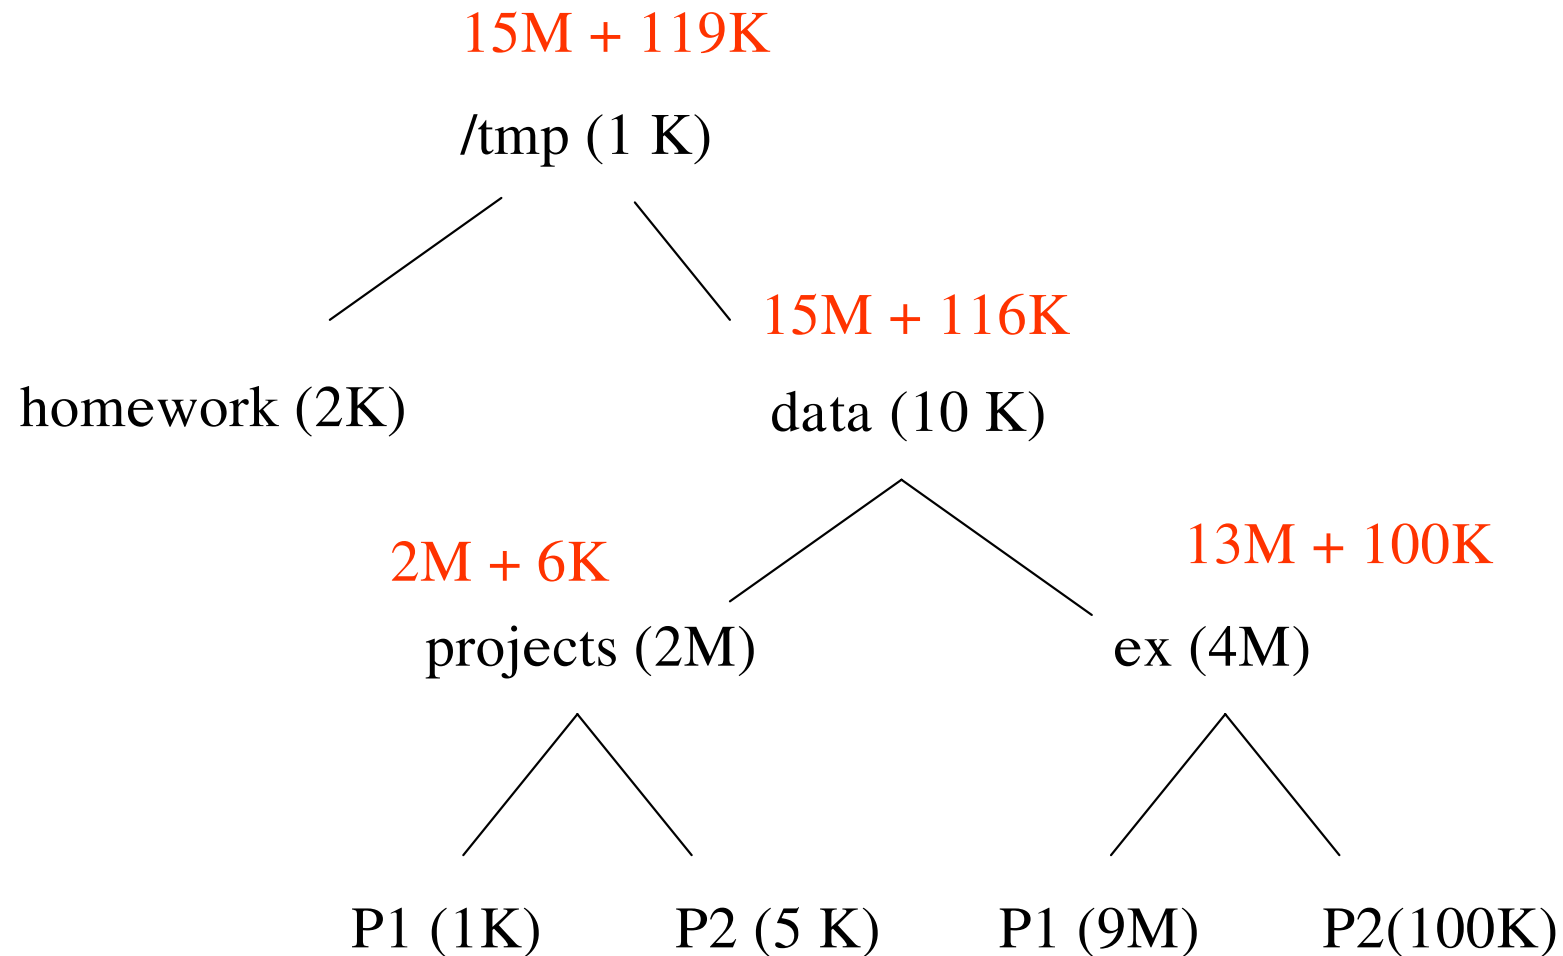 15M + 119K
/tmp (1 K)
15M + 116K
homework (2K)
data (10 K)
2M + 6K
13M + 100K
projects (2M)
ex (4M)
P1 (1K)
P2 (5 K)
P1 (9M)
P2(100K)